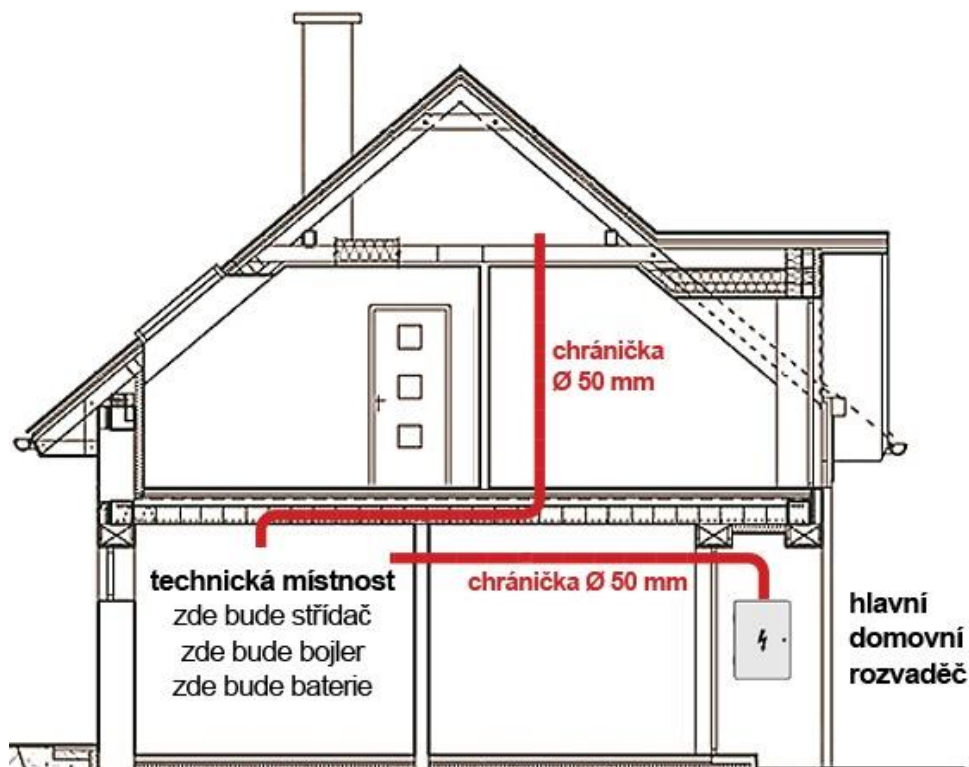 chránička
Ø 50 mm
technická místnost
zde bude střídač
zde bude bojler
zde bude baterie
chránička Ø 50 mm
hlavní
domovní
rozvaděč